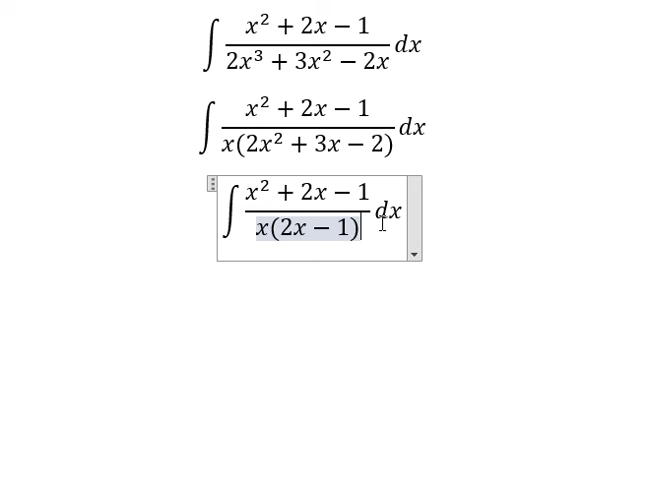 ∫ (x² + 2x − 1)/(2x³ + 3x² − 2x) dx
∫ (x² + 2x − 1)/(x(2x² + 3x − 2)) dx
∫ (x² + 2x − 1)/(x(2x − 1)) dx